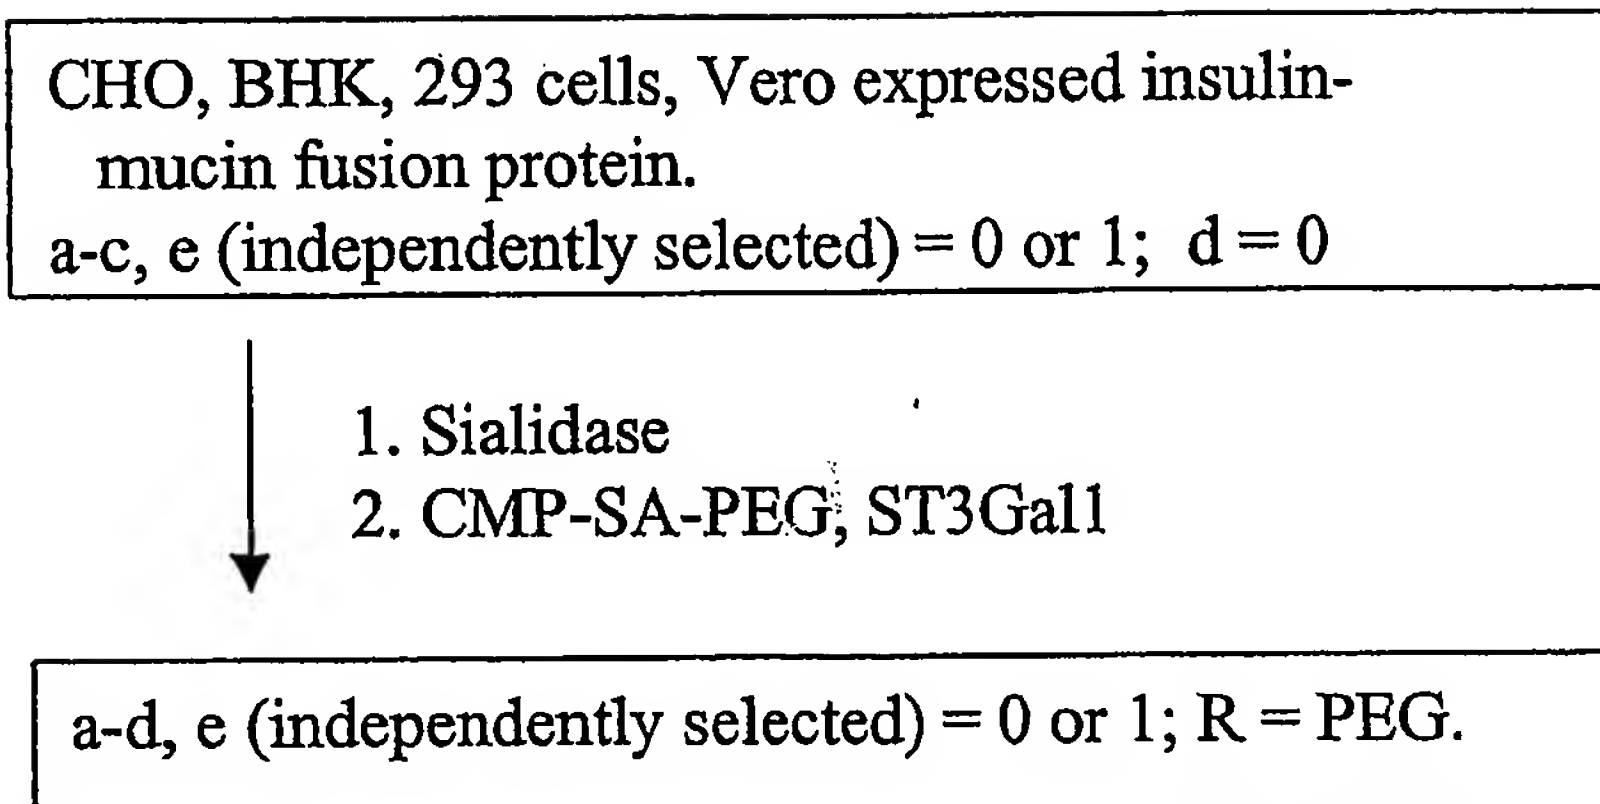 CHO, BHK, 293 cells, Vero expressed insulin-
mucin fusion protein.
a-c, e (independently selected) = 0 or 1; d = 0
1. Sialidase
2. CMP-SA-PEG, ST3Gal1
a-d, e (independently selected) = 0 or 1; R = PEG.